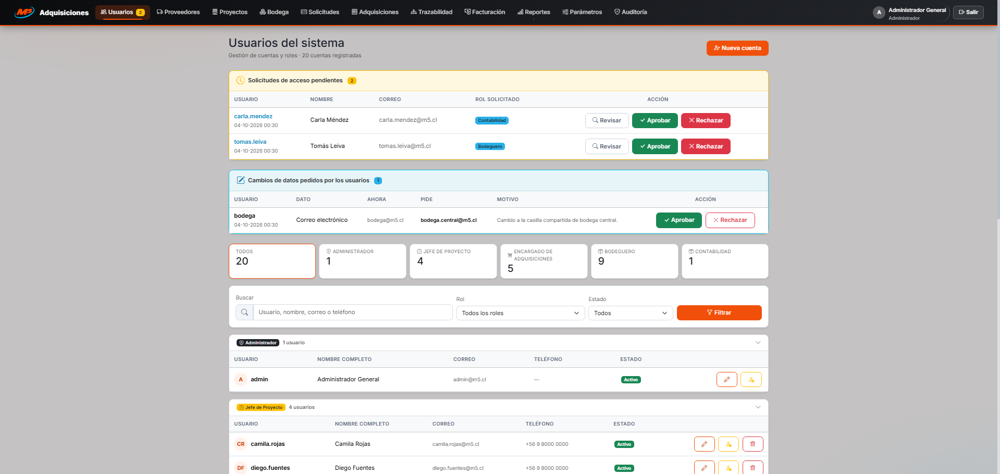 M5 Adquisiciones Usuarios 2 Proveedores Proyectos Bodega Solicitudes Adquisiciones Trazabilidad Facturación Reportes Parámetros Auditoría A Administrador General Salir
Administrador
Usuarios del sistema
Gestión de cuentas y roles · 20 cuentas registradas
Nueva cuenta
Solicitudes de acceso pendientes 2
USUARIO NOMBRE CORREO ROL SOLICITADO ACCIÓN
carla.mendez
04-10-2026 00:30
Carla Méndez carla.mendez@m5.cl Contabilidad Revisar Aprobar Rechazar
tomas.leiva
04-10-2026 00:30
Tomás Leiva tomas.leiva@m5.cl Bodeguero Revisar Aprobar Rechazar
Cambios de datos pedidos por los usuarios 1
USUARIO DATO AHORA PIDE MOTIVO ACCIÓN
bodega
04-10-2026 00:30
Correo electrónico bodega@m5.cl bodega.central@m5.cl Cambio a la casilla compartida de bodega central. Aprobar Rechazar
TODOS
20
ADMINISTRADOR
1
JEFE DE PROYECTO
4
ENCARGADO DE
ADQUISICIONES
5
BODEGUERO
9
CONTABILIDAD
1
Buscar
Usuario, nombre, correo o teléfono
Rol
Todos los roles
Estado
Todos
Filtrar
Administrador 1 usuario
USUARIO NOMBRE COMPLETO CORREO TELÉFONO ESTADO
A admin Administrador General admin@m5.cl — Activo
Jefe de Proyecto 4 usuarios
USUARIO NOMBRE COMPLETO CORREO TELÉFONO ESTADO
CR camila.rojas Camila Rojas camila.rojas@m5.cl +56 9 8000 0000 Activo
DF diego.fuentes Diego Fuentes diego.fuentes@m5.cl +56 9 8000 0000 Activo